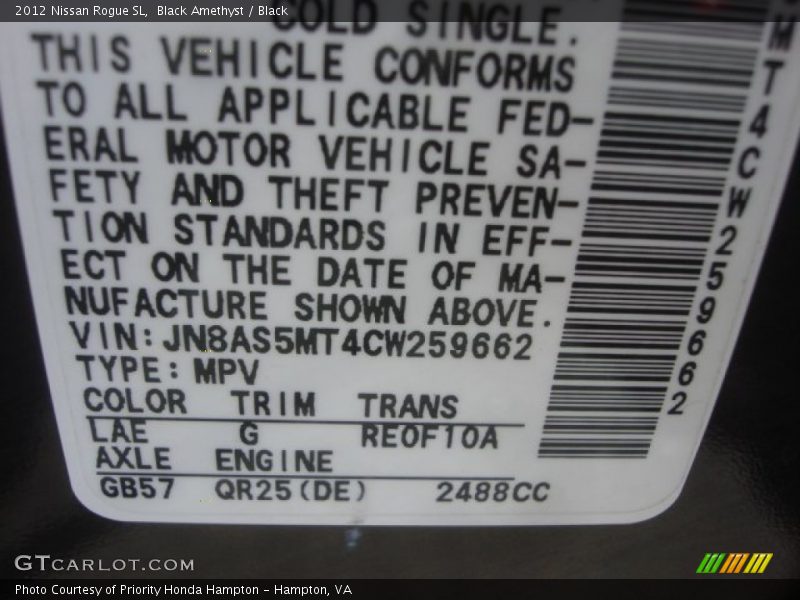 2012 Nissan Rogue SL, Black Amethyst / Black
COLD SINGLE.
THIS VEHICLE CONFORMS
TO ALL APPLICABLE FED-
ERAL MOTOR VEHICLE SA-
FETY AND THEFT PREVEN-
TION STANDARDS IN EFF-
ECT ON THE DATE OF MA-
NUFACTURE SHOWN ABOVE.
VIN:JN8AS5MT4CW259662
TYPE:MPV
COLOR TRIM TRANS
LAE G RE0F10A
AXLE ENGINE
GB57 QR25(DE) 2488CC
MT4CW259662
GTCARLOT.COM
Photo Courtesy of Priority Honda Hampton - Hampton, VA